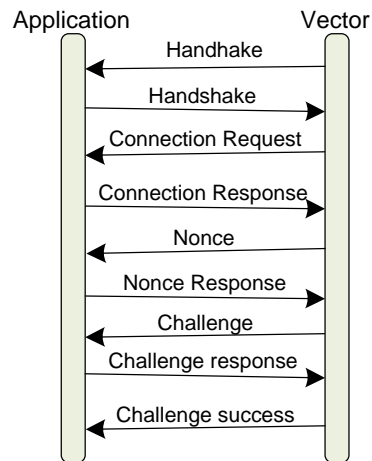 Application Vector
Handhake
Handshake
Connection Request
Connection Response
Nonce
Nonce Response
Challenge
Challenge response
Challenge success